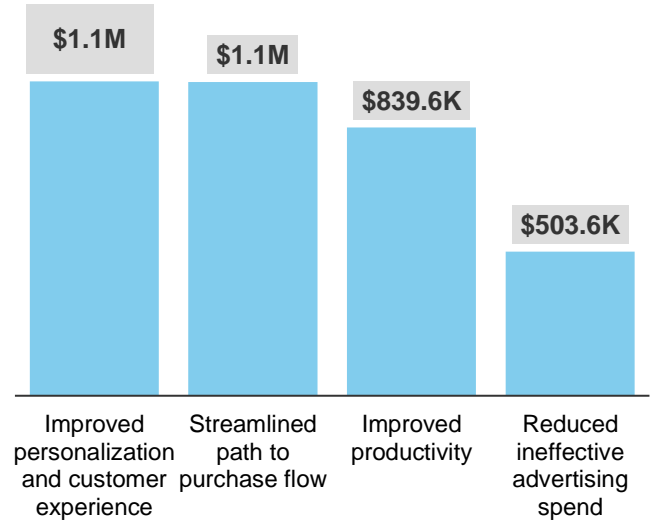 $1.1M
$1.1M
$839.6K
$503.6K
Improved
personalization
and customer
experience
Streamlined
path to
purchase flow
Improved
productivity
Reduced
ineffective
advertising
spend